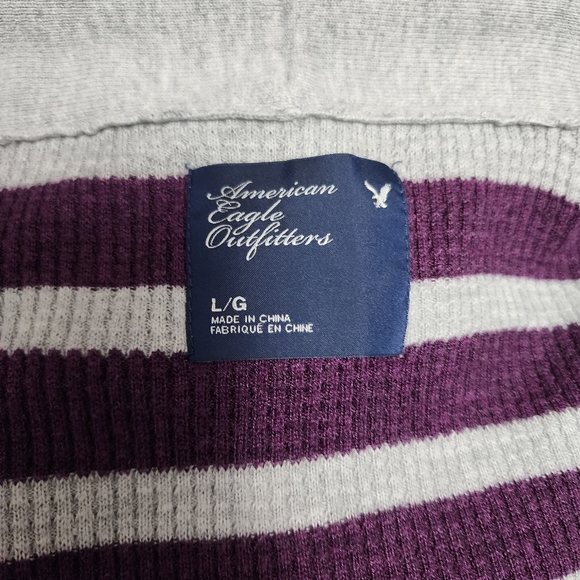 American
Eagle
Outfitters
L/G
MADE IN CHINA
FABRIQUÉ EN CHINE